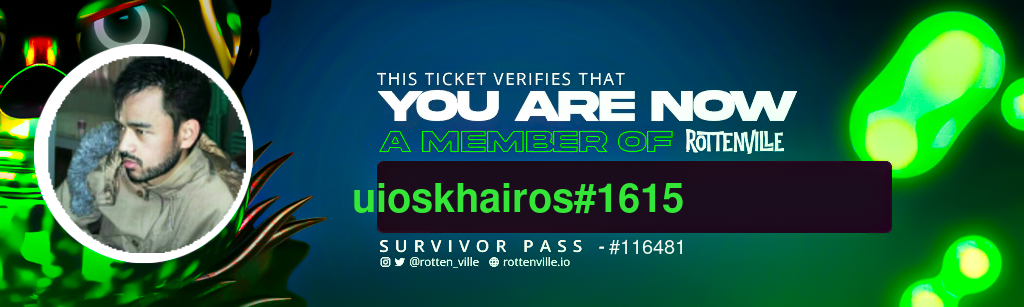 THIS TICKET VERIFIES THAT
YOU ARE NOW
A MEMBER OF ROTTENVILLE
uioskhairos#1615
SURVIVOR PASS - #116481
@rotten_ville rottenville.io